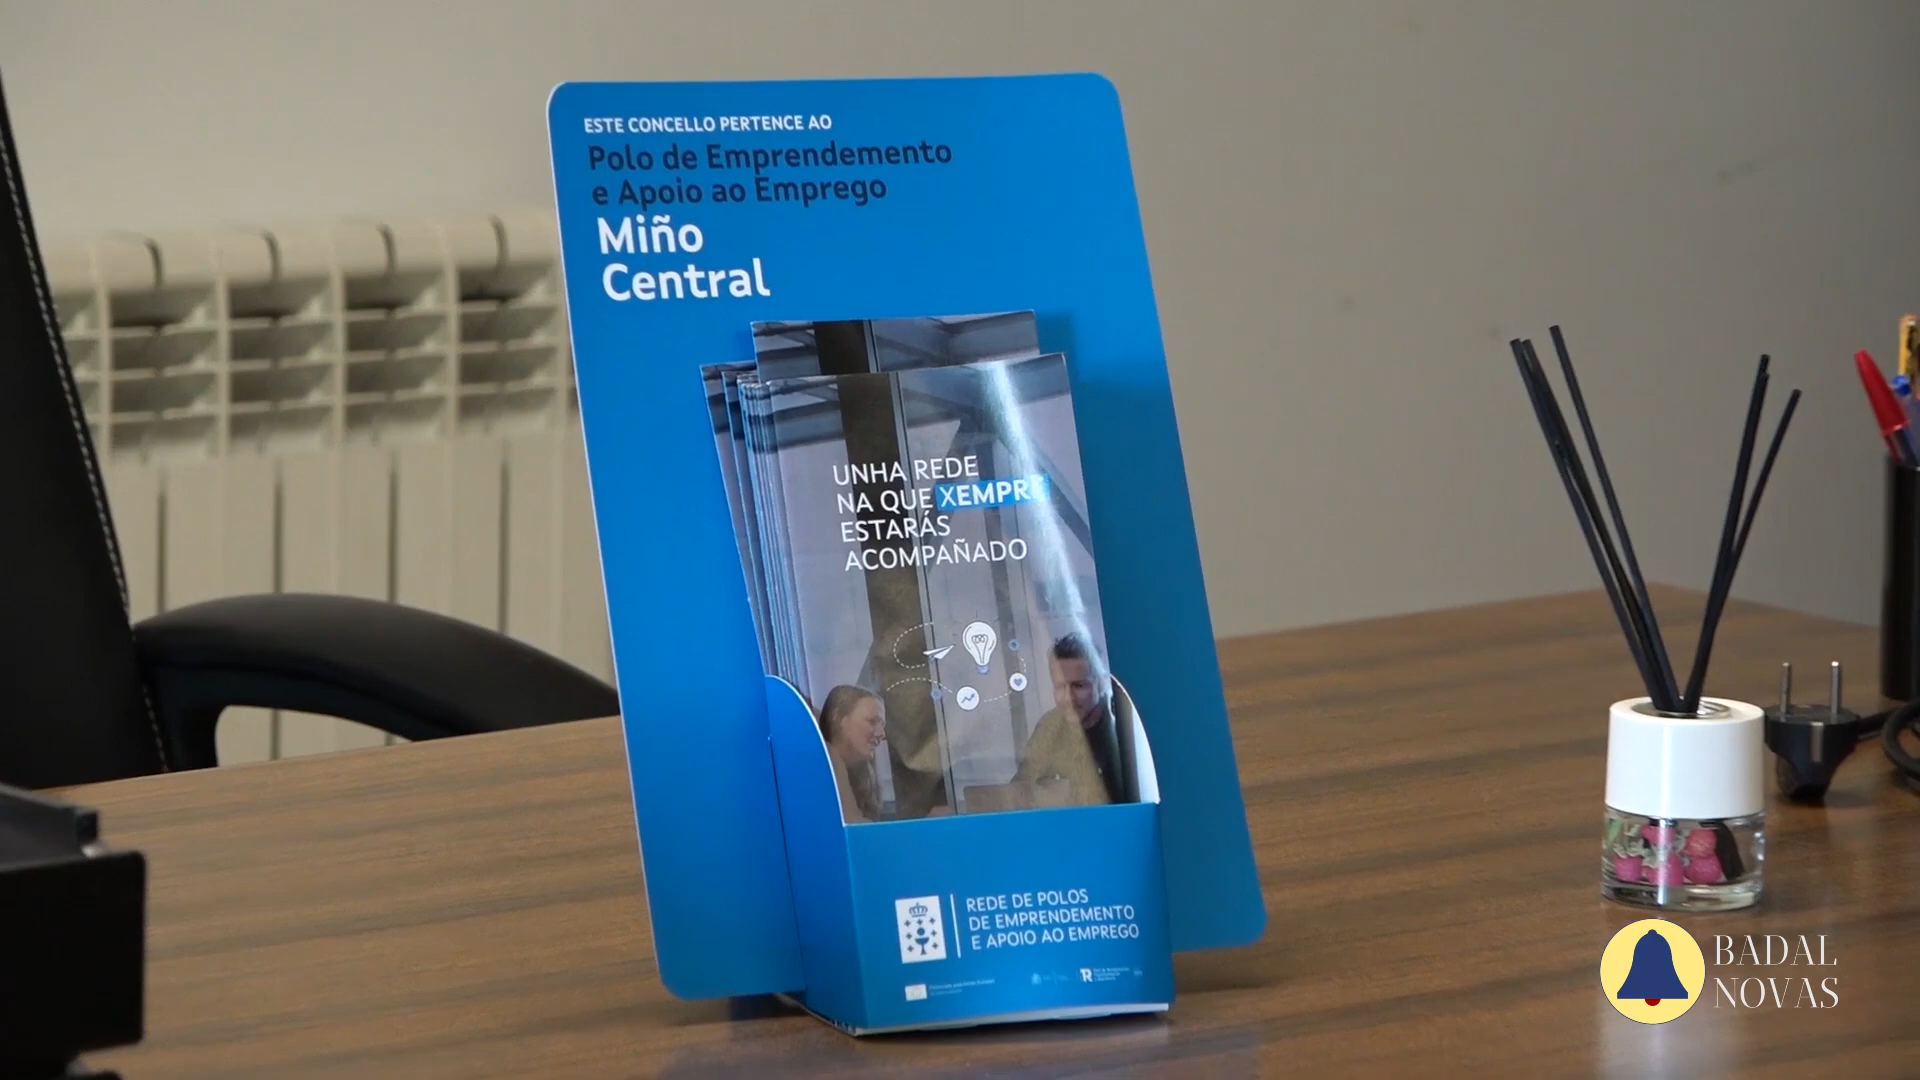 ESTE CONCELLO PERTENCE AO
Polo de Emprendemento
e Apoio ao Emprego
Miño
Central
UNHA REDE
NA QUE XEMPRE
ESTARÁS
ACOMPAÑADO
REDE DE POLOS
DE EMPRENDEMENTO
E APOIO AO EMPREGO
BADAL
NOVAS